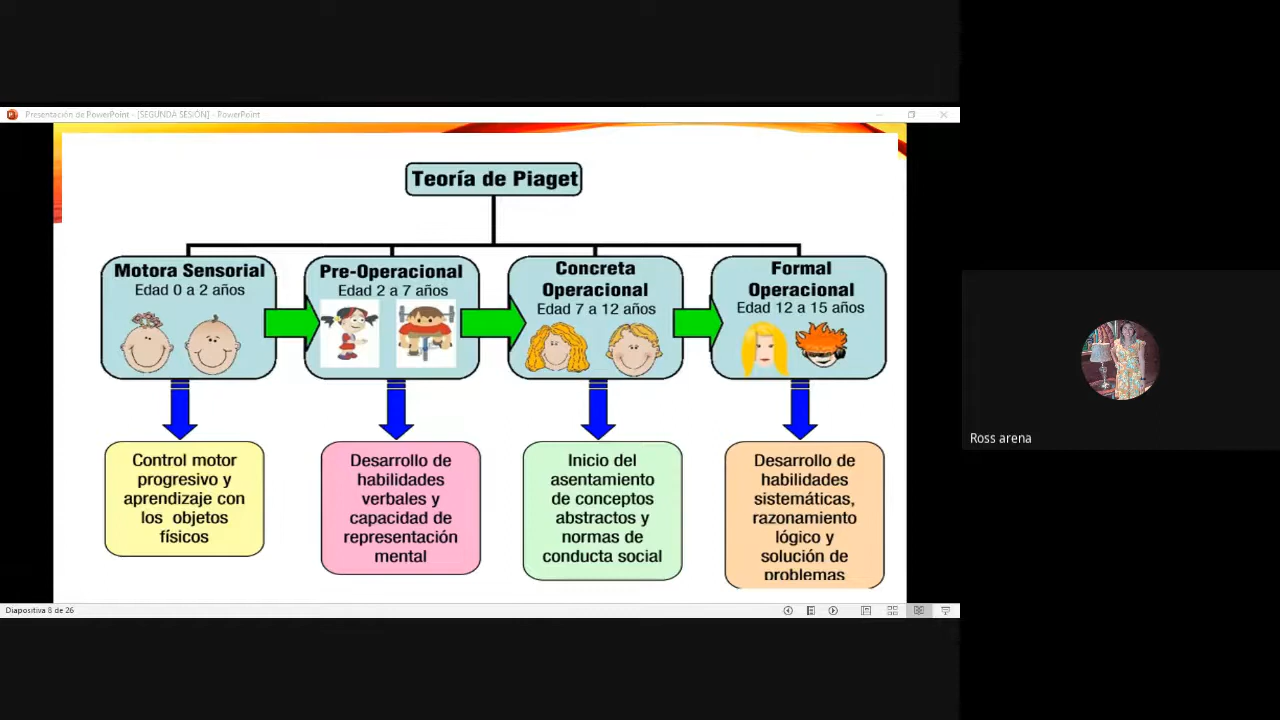 Presentación de PowerPoint - [SEGUNDA SESIÓN] - PowerPoint
Teoría de Piaget
Motora Sensorial
Edad 0 a 2 años
Pre-Operacional
Edad 2 a 7 años
Concreta
Operacional
Edad 7 a 12 años
Formal
Operacional
Edad 12 a 15 años
Control motor
progresivo y
aprendizaje con
los objetos
físicos
Desarrollo de
habilidades
verbales y
capacidad de
representación
mental
Inicio del
asentamiento
de conceptos
abstractos y
normas de
conducta social
Desarrollo de
habilidades
sistemáticas,
razonamiento
lógico y
solución de
problemas
Ross arena
Diapositiva 8 de 26